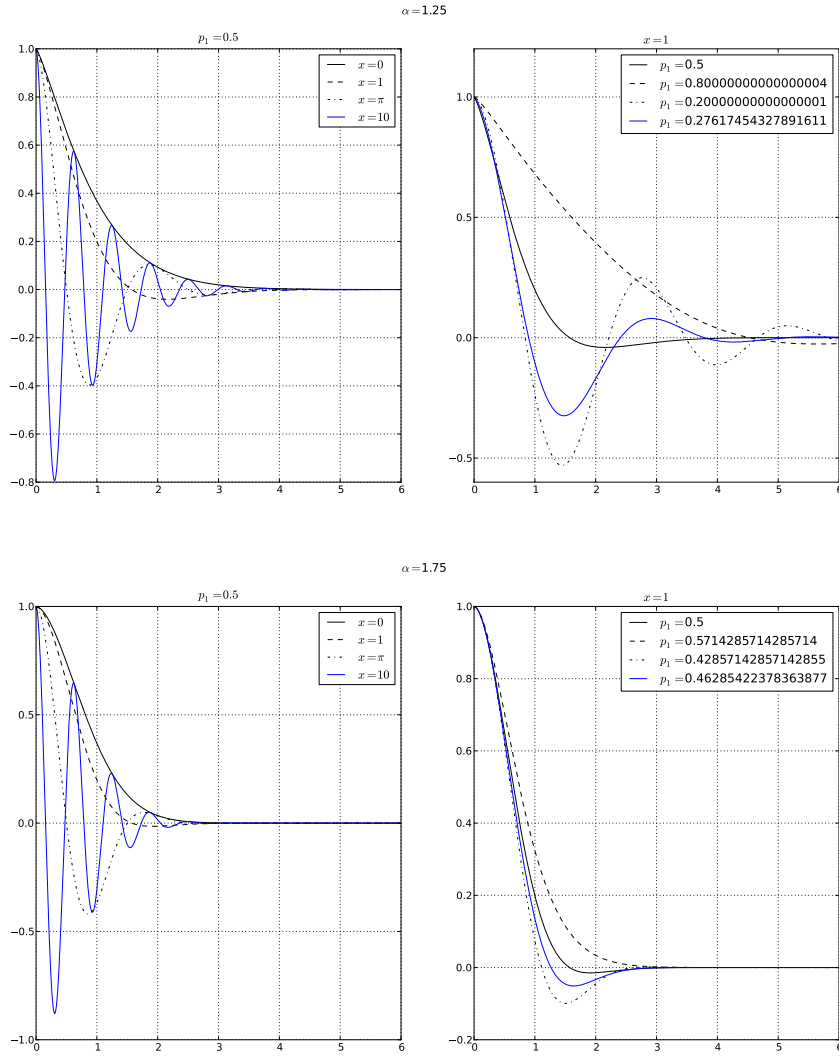 α=1.25
p₁=0.5
1.0
0.8
0.6
0.4
0.2
0.0
−0.2
−0.4
−0.6
−0.8
0 1 2 3 4 5 6
x=0
x=1
x=π
x=10
x=1
1.0
0.5
0.0
−0.5
0 1 2 3 4 5 6
p₁=0.5
p₁=0.80000000000000004
p₁=0.20000000000000001
p₁=0.27617454327891611
α=1.75
p₁=0.5
1.0
0.5
0.0
−0.5
−1.0
0 1 2 3 4 5 6
x=0
x=1
x=π
x=10
x=1
1.0
0.8
0.6
0.4
0.2
0.0
−0.2
0 1 2 3 4 5 6
p₁=0.5
p₁=0.5714285714285714
p₁=0.42857142857142855
p₁=0.46285422378363877